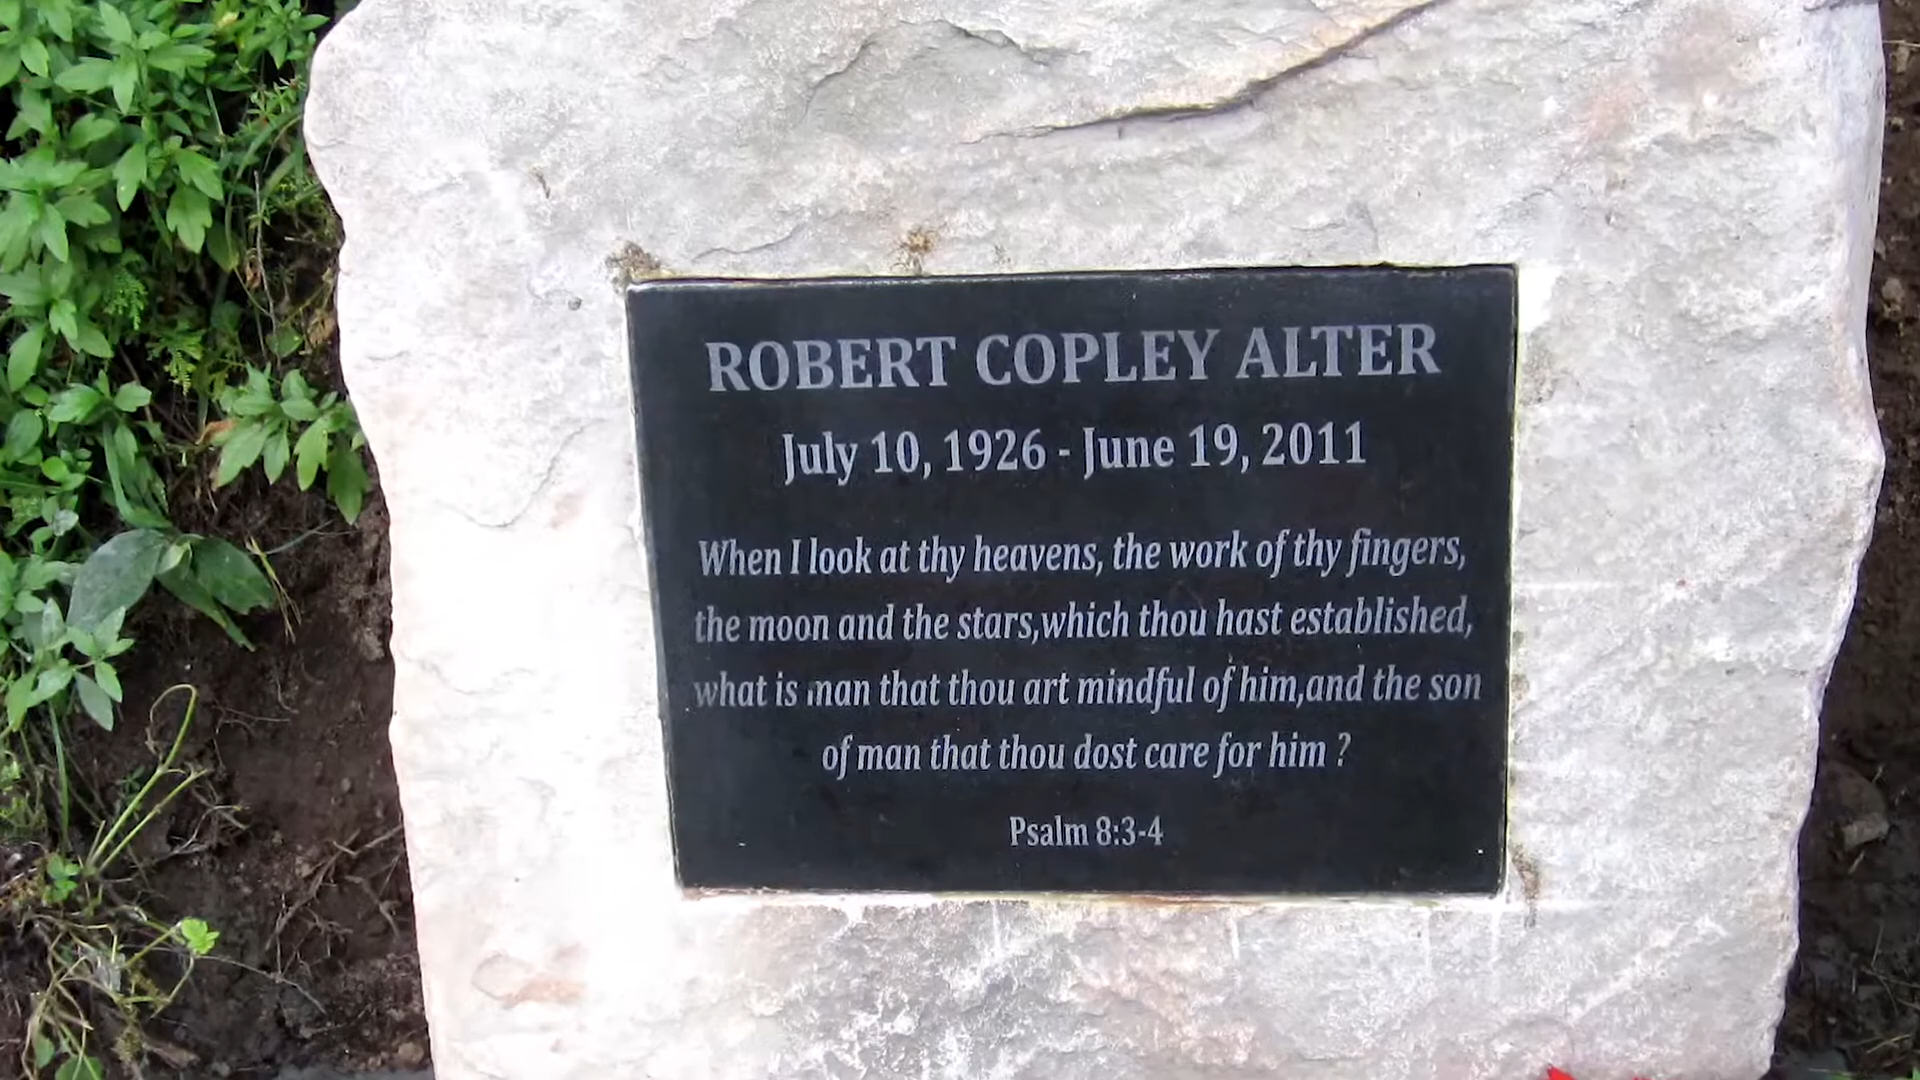 ROBERT COPLEY ALTER
July 10, 1926 - June 19, 2011
When I look at thy heavens, the work of thy fingers,
the moon and the stars,which thou hast established,
what is man that thou art mindful of him,and the son
of man that thou dost care for him ?
Psalm 8:3-4